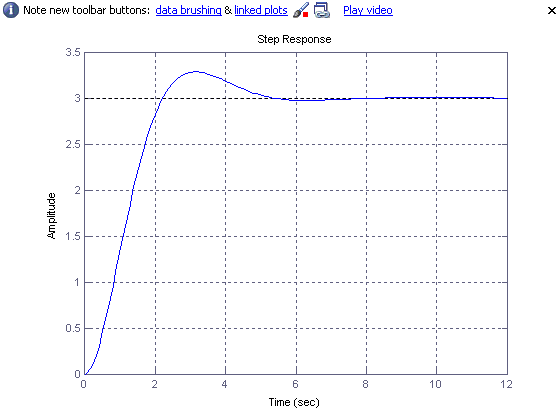 Note new toolbar buttons: data brushing & linked plots Play video
Step Response
3.5
3
2.5
2
1.5
1
0.5
0
Amplitude
0 2 4 6 8 10 12
Time (sec)